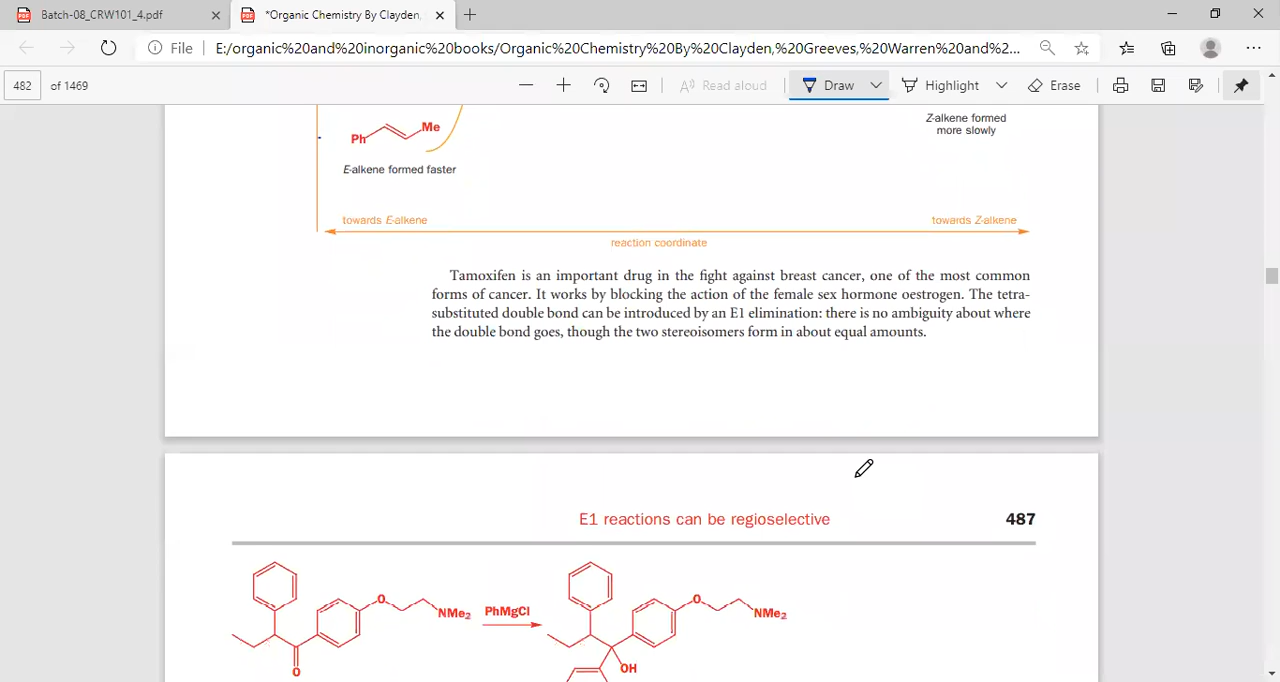 Batch-08_CRW101_4.pdf
*Organic Chemistry By Clayden,
File
E:/organic%20and%20inorganic%20books/Organic%20Chemistry%20By%20Clayden,%20Greeves,%20Warren%20and%2...
482 of 1469
Read aloud
Draw
Highlight
Erase
Ph
Me
E-alkene formed faster
Z-alkene formed
more slowly
towards E-alkene
towards Z-alkene
reaction coordinate
Tamoxifen is an important drug in the fight against breast cancer, one of the most common
forms of cancer. It works by blocking the action of the female sex hormone oestrogen. The tetra-
substituted double bond can be introduced by an E1 elimination: there is no ambiguity about where
the double bond goes, though the two stereoisomers form in about equal amounts.
E1 reactions can be regioselective
487
O
NMe2
PhMgCl
O
NMe2
O
OH